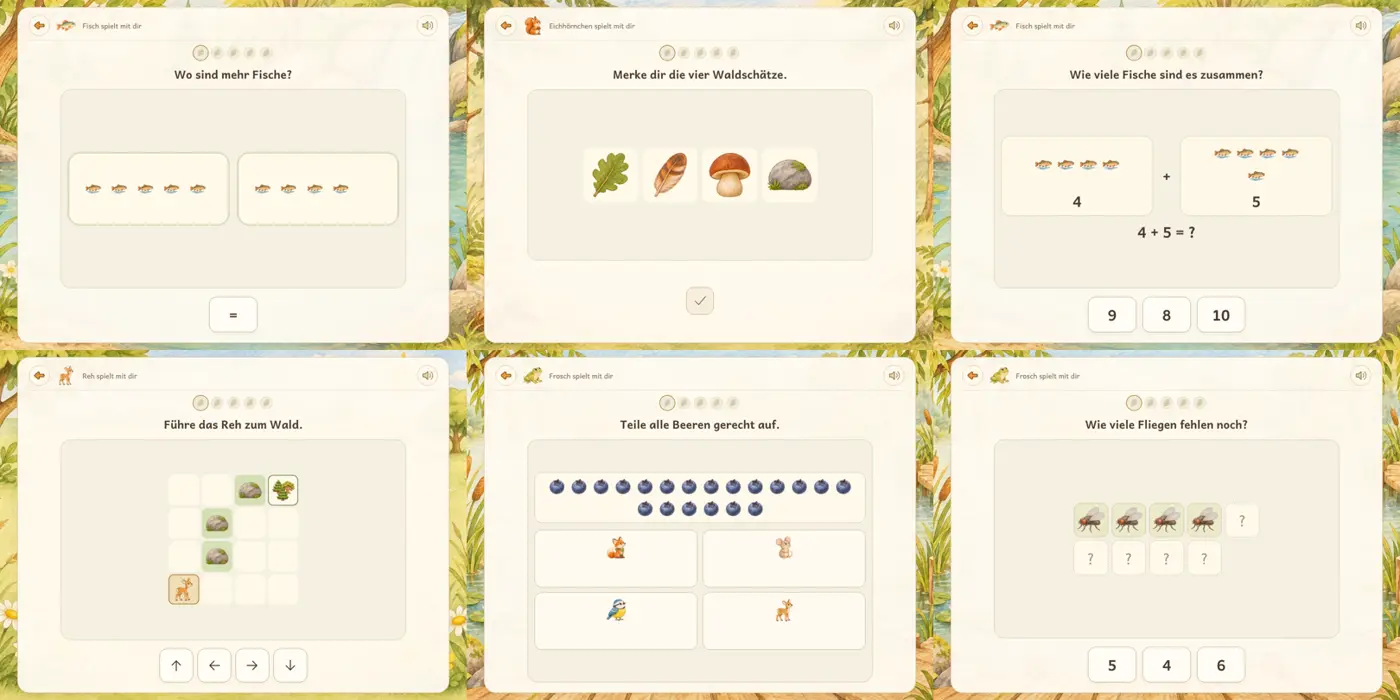 Fisch spielt mit dir
Wo sind mehr Fische?
=
Eichhörnchen spielt mit dir
Merke dir die vier Waldschätze.
Fisch spielt mit dir
Wie viele Fische sind es zusammen?
4 + 5
4 + 5 = ?
9 8 10
Reh spielt mit dir
Führe das Reh zum Wald.
↑ ← → ↓
Frosch spielt mit dir
Teile alle Beeren gerecht auf.
Frosch spielt mit dir
Wie viele Fliegen fehlen noch?
?
? ? ? ?
5 4 6